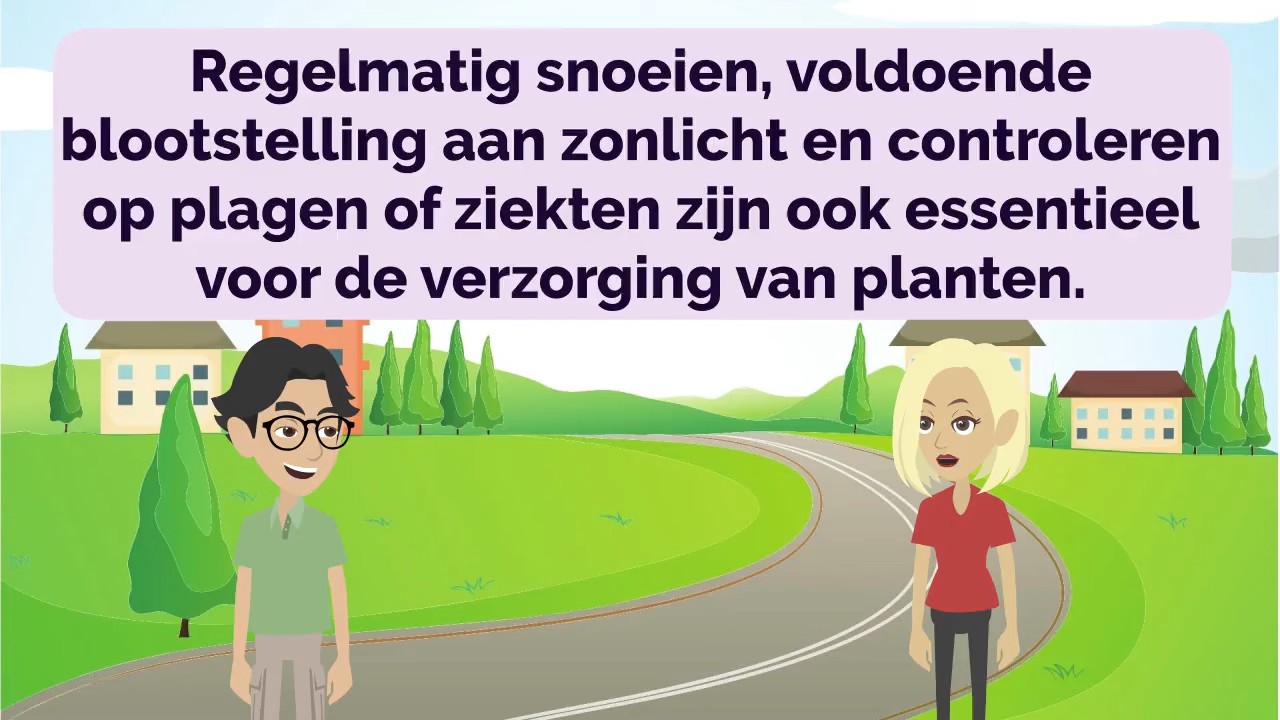 Regelmatig snoeien, voldoende
blootstelling aan zonlicht en controleren
op plagen of ziekten zijn ook essentieel
voor de verzorging van planten.